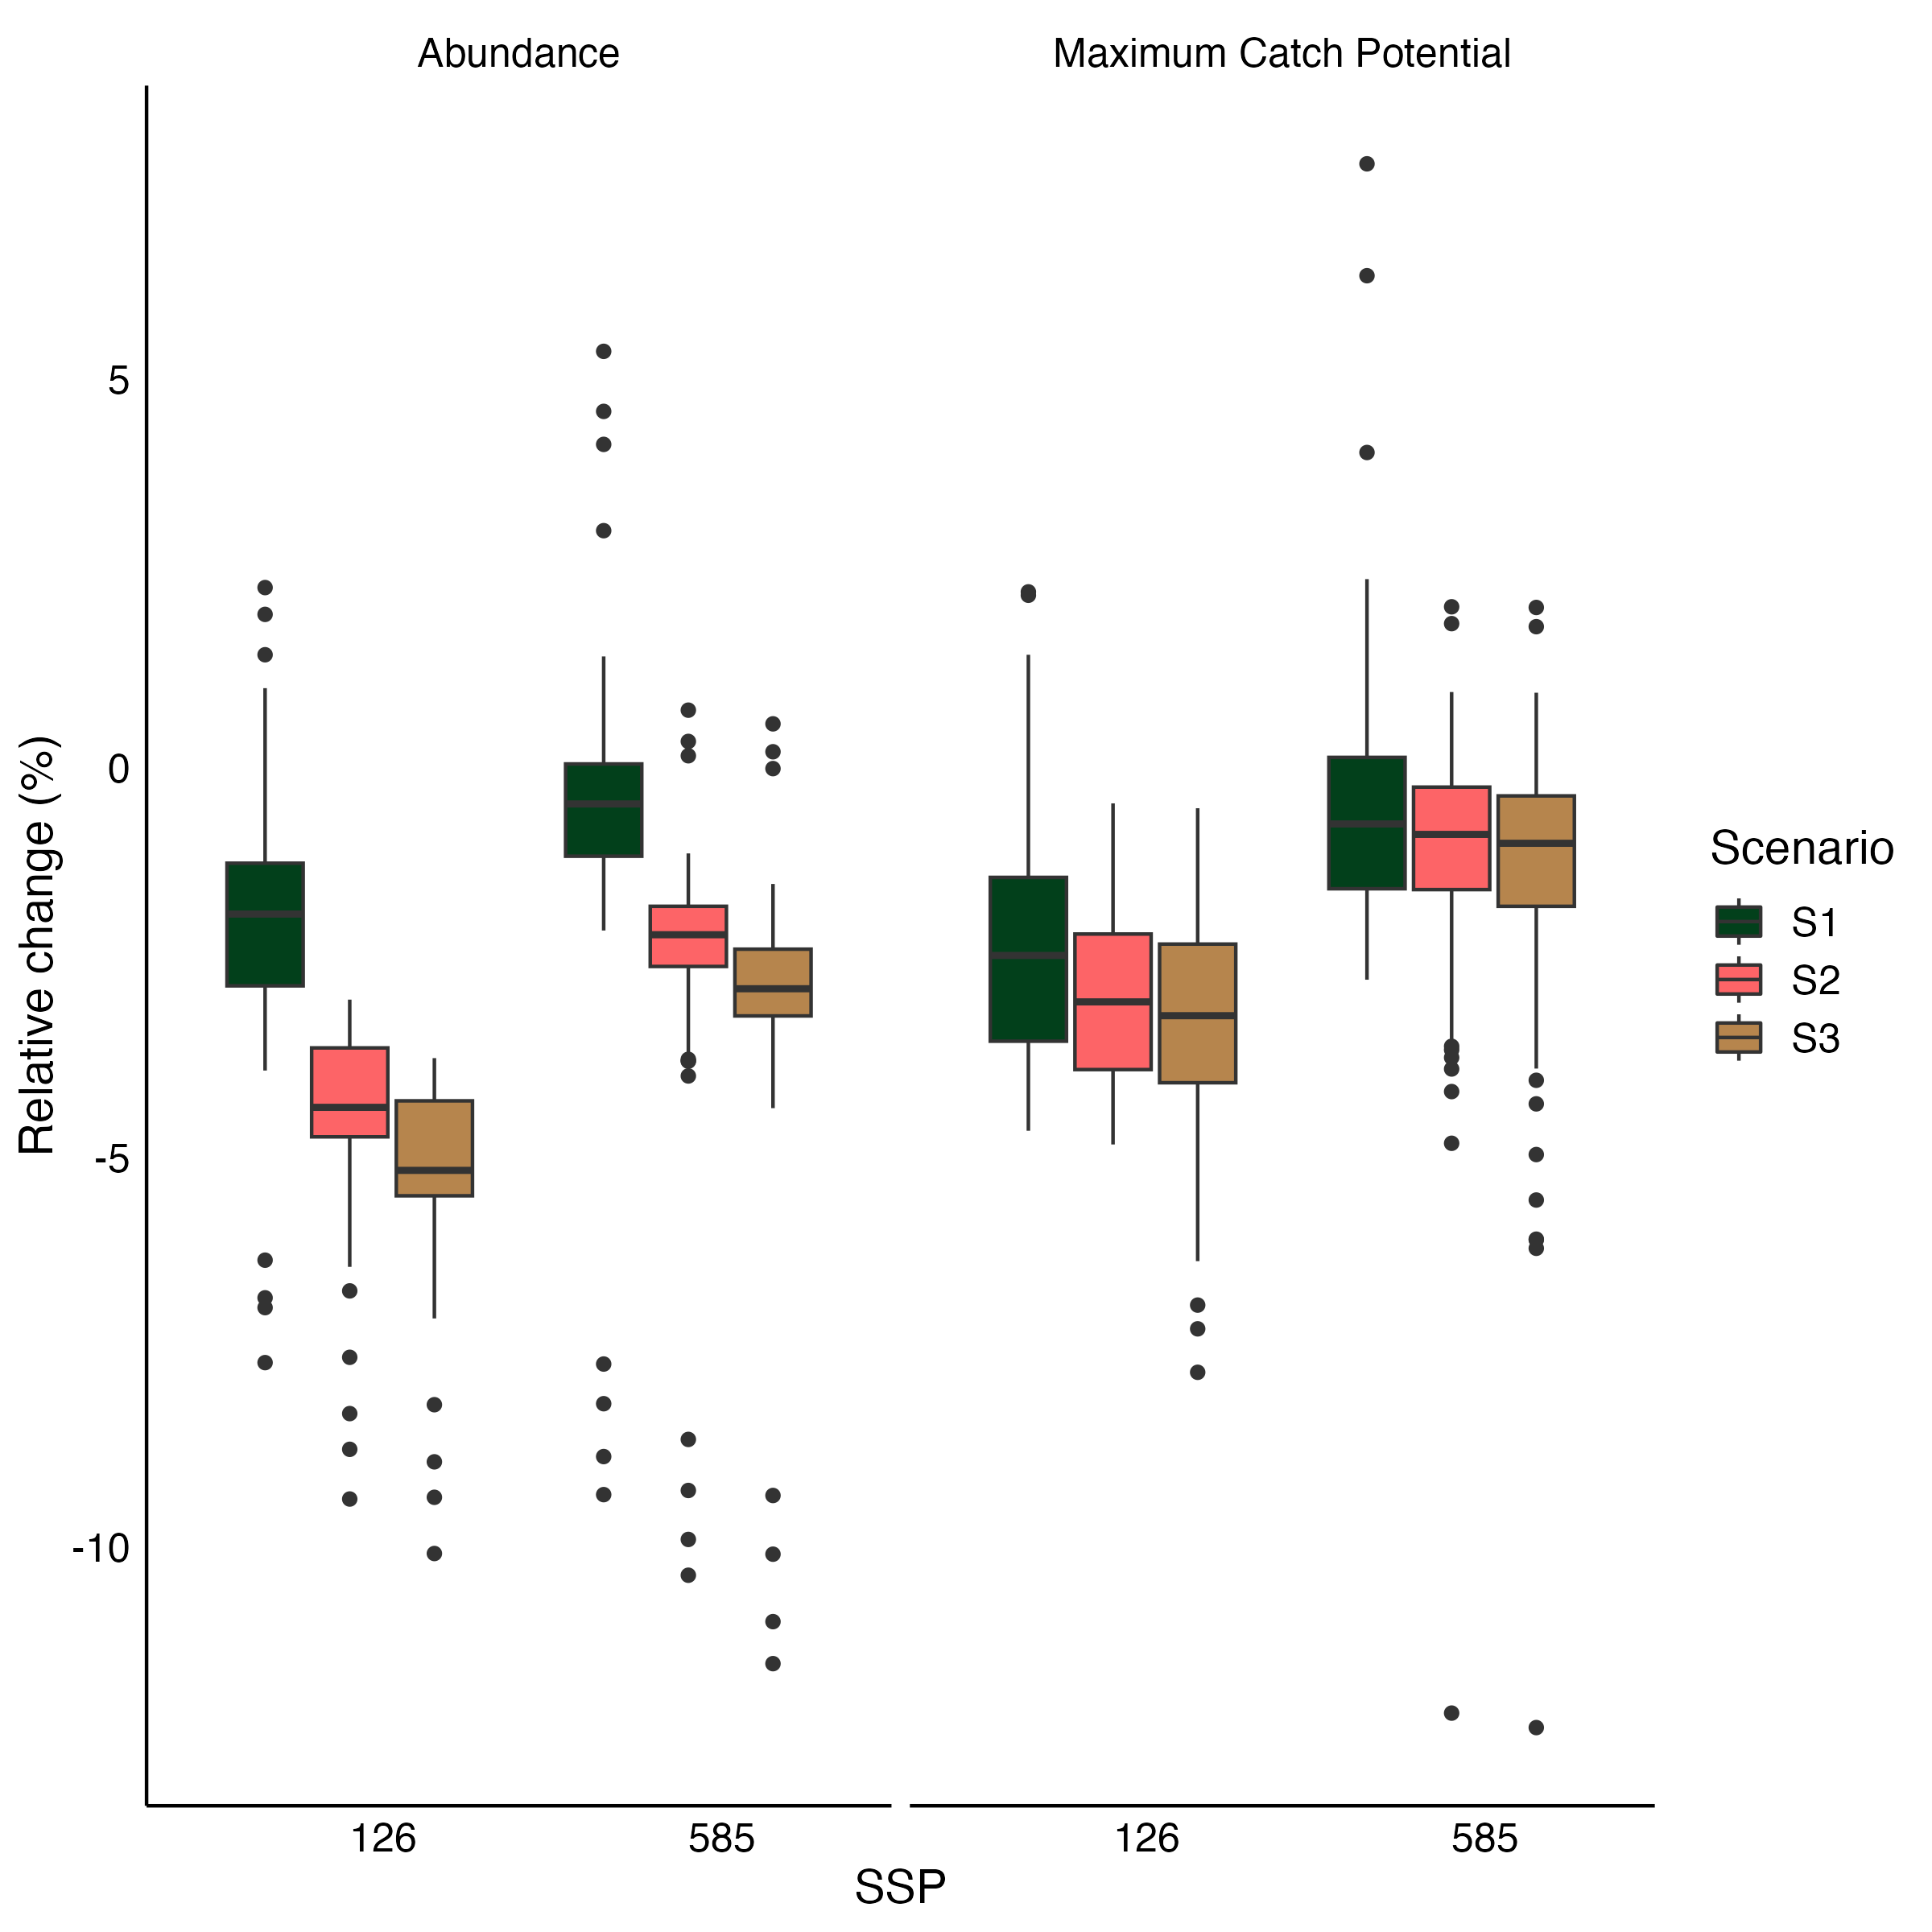 Abundance
Maximum Catch Potential
5
0
-5
-10
Relative change (%)
126
585
126
585
SSP
Scenario
S1
S2
S3